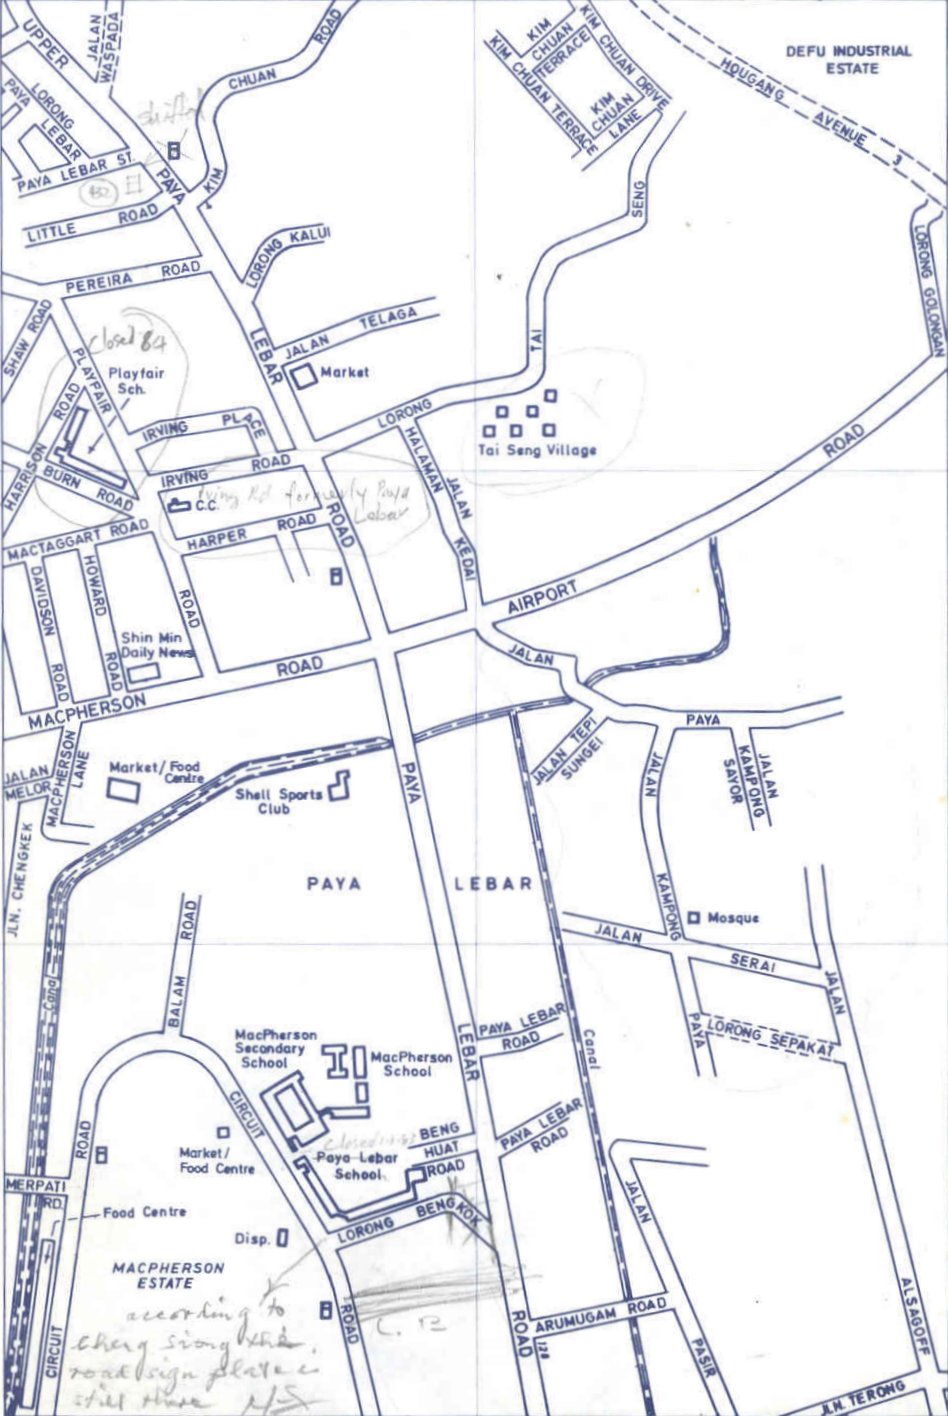 UPPER
JALAN
WASPADA
ROAD
CHUAN
KIM
shifted
LORONG
PAYA
LEBAR
PAYA LEBAR ST.
PAYA
432
LITTLE ROAD
PEREIRA ROAD
LORONG KALUI
KIM
CHUAN
TERRACE
KIM CHUAN TERRACE
KIM CHUAN DRIVE
KIM
CHUAN
LANE
DEFU INDUSTRIAL
ESTATE
HOUGANG AVENUE 3
SENG
LORONG GOLONGAN
SHAW ROAD
LEBAR
JALAN TELAGA
Market
TAI
Closed 84
PLAYFAIR
Playfair
Sch.
ROAD
HARRISON
BURN ROAD
IRVING PLACE
LORONG
Tai Seng Village
HALAMAN
JALAN
KEDAI
ROAD
IRVING ROAD
C.C.
Irving Rd formerly Paya
Lebar
HARPER ROAD
ROAD
MACTAGGART ROAD
DAVIDSON
ROAD
HOWARD
ROAD
ROAD
Shin Min
Daily News
AIRPORT
JALAN
MACPHERSON ROAD
JALAN
MELOR
MACPHERSON
LANE
Market/Food
Centre
Shell Sports
Club
PAYA
JALAN TEPI
SUNGEI
PAYA
JALAN
JALAN
KAMPONG
SAYOR
JLN. CHENGKEK
PAYA LEBAR
KAMPONG
Mosque
JALAN SERAI
JALAN
Canal
BALAM ROAD
LEBAR
PAYA LEBAR
ROAD
Canal
PAYA
LORONG SEPAKAT
MacPherson
Secondary
School
MacPherson
School
CIRCUIT
ROAD
Market/
Food Centre
Paya Lebar
School
BENG
HUAT
ROAD
PAYA LEBAR
ROAD
MERPATI
RD.
Food Centre
Disp.
LORONG BENGKOK
JALAN
MACPHERSON
ESTATE
according to
Cheng Siong
road sign plate is
still there
CIRCUIT
ROAD
ROAD
128
ARUMUGAM ROAD
PASIR
ALSAGOFF
JLN. TERONG